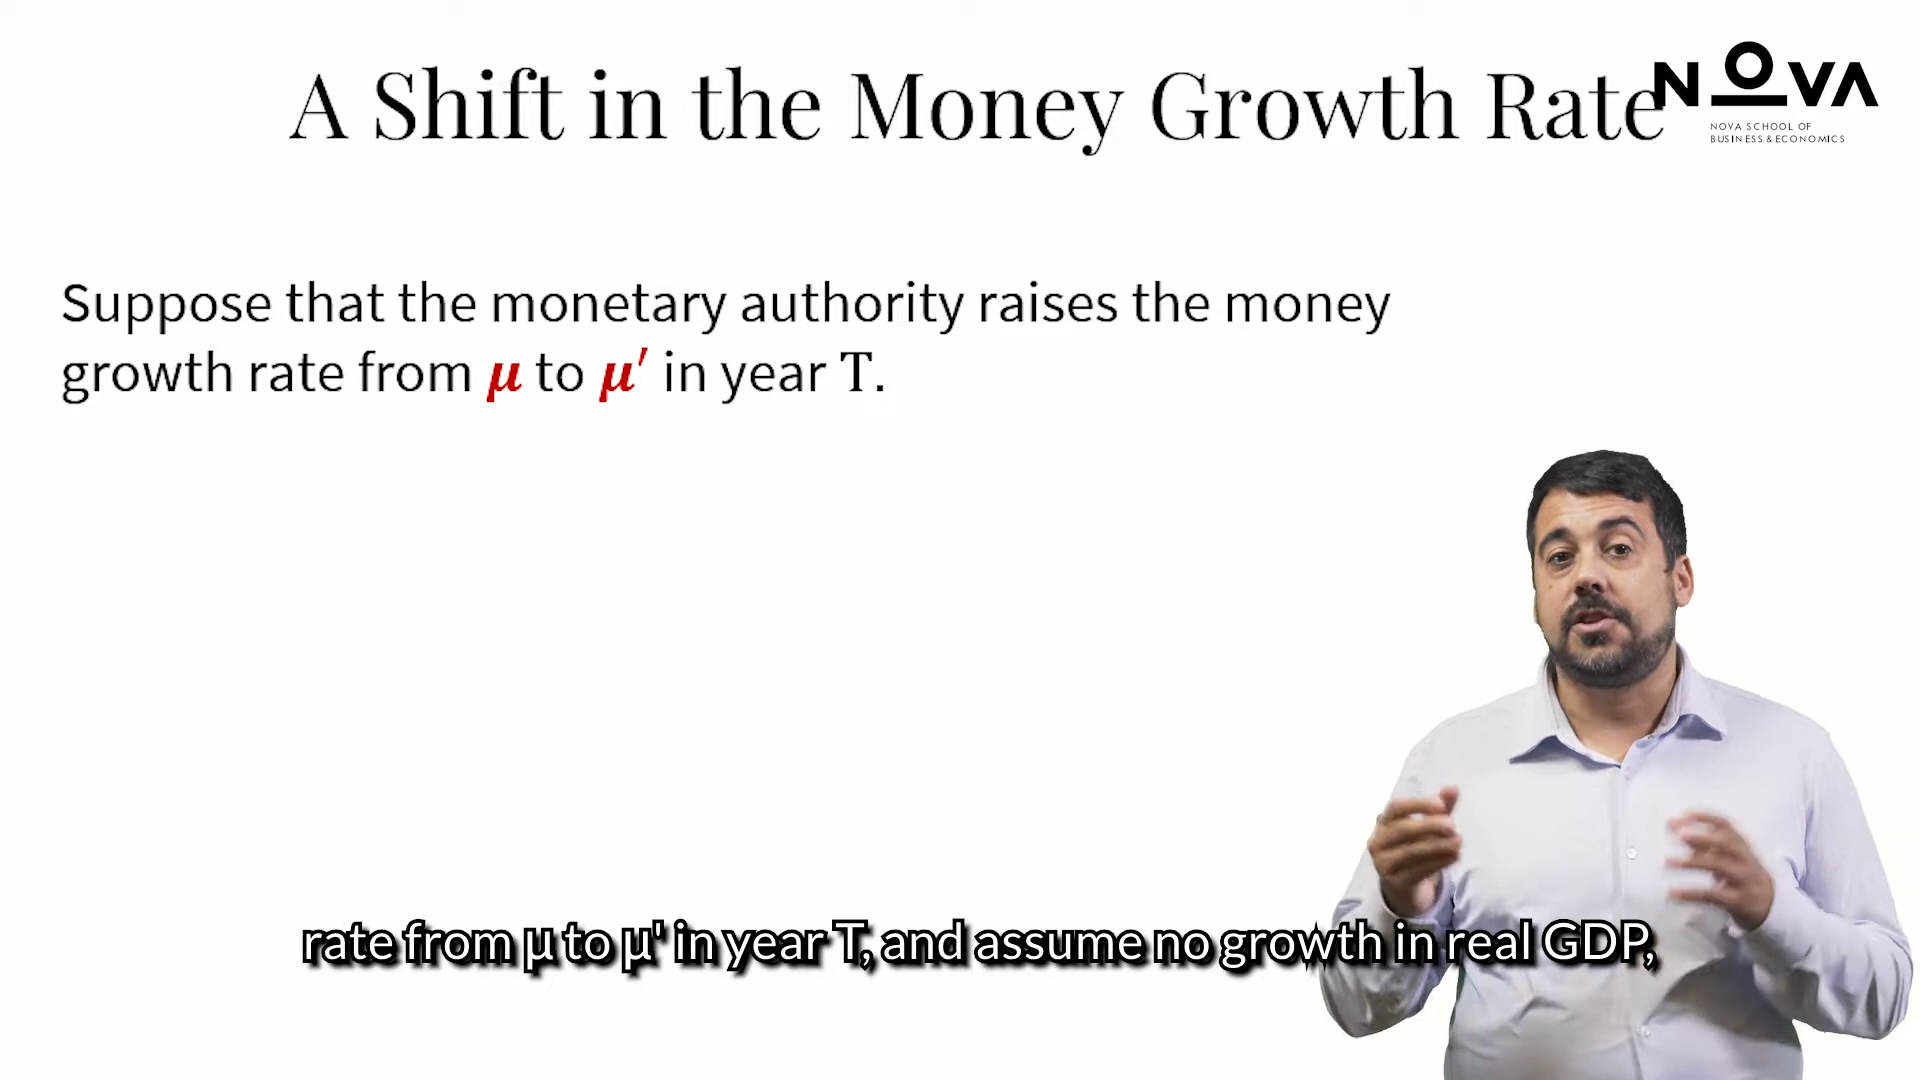 A Shift in the Money Growth Rate
NOVA
NOVA SCHOOL OF
BUSINESS & ECONOMICS
Suppose that the monetary authority raises the money
growth rate from μ to μ′ in year T.
rate from μ to μ' in year T, and assume no growth in real GDP,